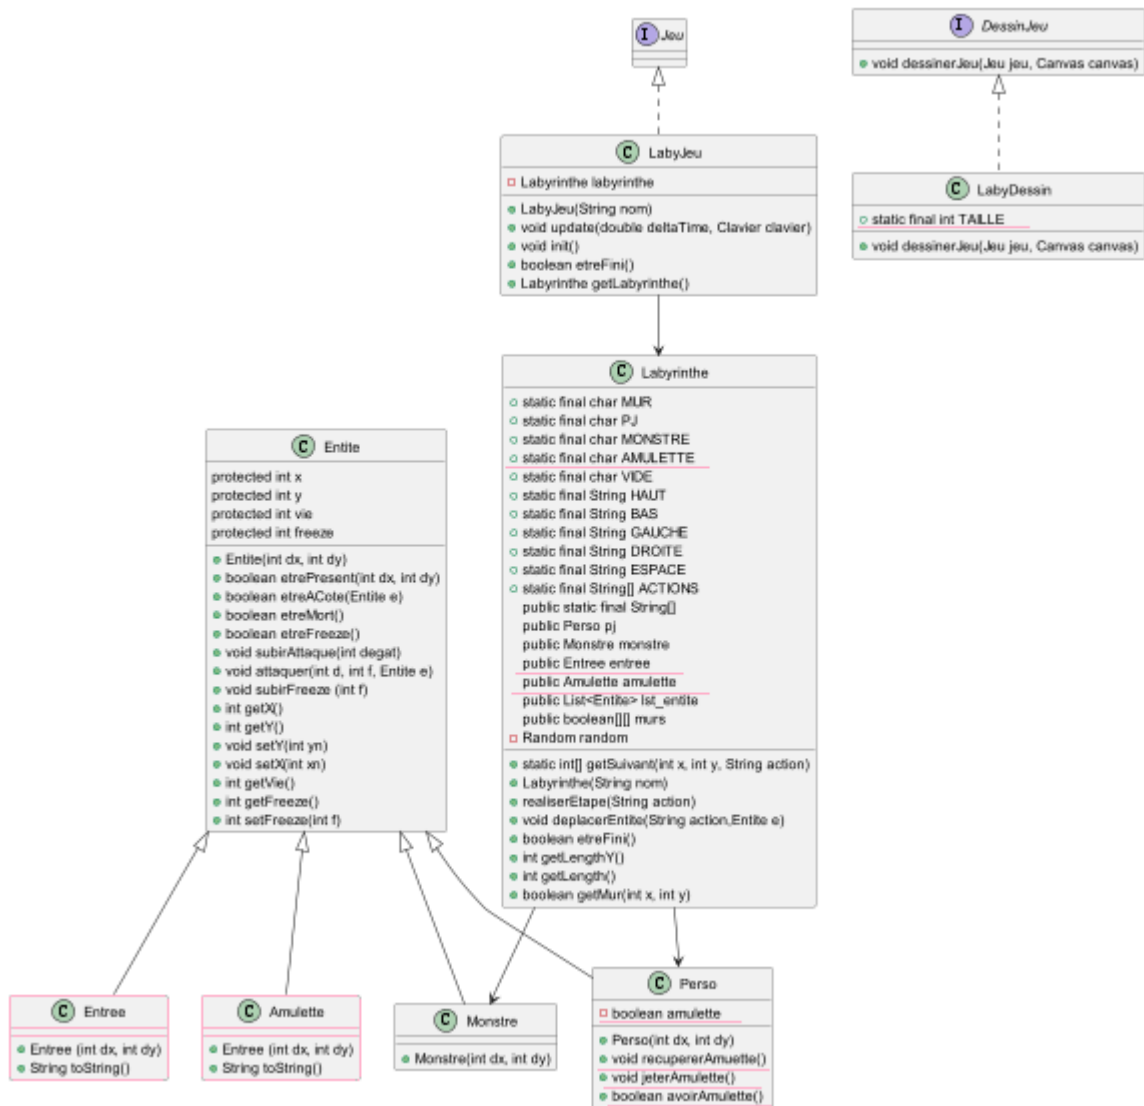 I Jeu
I DessinJeu
void dessinerJeu(Jeu jeu, Canvas canvas)
C LabyJeu
Labyrinthe labyrinthe
LabyJeu(String nom)
void update(double deltaTime, Clavier clavier)
void init()
boolean etreFini()
Labyrinthe getLabyrinthe()
C LabyDessin
static final int TAILLE
void dessinerJeu(Jeu jeu, Canvas canvas)
C Labyrinthe
static final char MUR
static final char PJ
static final char MONSTRE
static final char AMULETTE
static final char VIDE
static final String HAUT
static final String BAS
static final String GAUCHE
static final String DROITE
static final String ESPACE
static final String[] ACTIONS
public static final String[]
public Perso pj
public Monstre monstre
public Entree entree
public Amulette amulette
public List<Entite> lst_entite
public boolean[][] murs
Random random
static int[] getSuivant(int x, int y, String action)
Labyrinthe(String nom)
realiserEtape(String action)
void deplacerEntite(String action,Entite e)
boolean etreFini()
int getLengthY()
int getLength()
boolean getMur(int x, int y)
C Entite
protected int x
protected int y
protected int vie
protected int freeze
Entite(int dx, int dy)
boolean etrePresent(int dx, int dy)
boolean etreACote(Entite e)
boolean etreMort()
boolean etreFreeze()
void subirAttaque(int degat)
void attaquer(int d, int f, Entite e)
void subirFreeze (int f)
int getX()
int getY()
void setY(int yn)
void setX(int xn)
int getVie()
int getFreeze()
int setFreeze(int f)
C Entree
Entree (int dx, int dy)
String toString()
C Amulette
Entree (int dx, int dy)
String toString()
C Monstre
Monstre(int dx, int dy)
C Perso
boolean amulette
Perso(int dx, int dy)
void recupererAmuette()
void jeterAmulette()
boolean avoirAmulette()